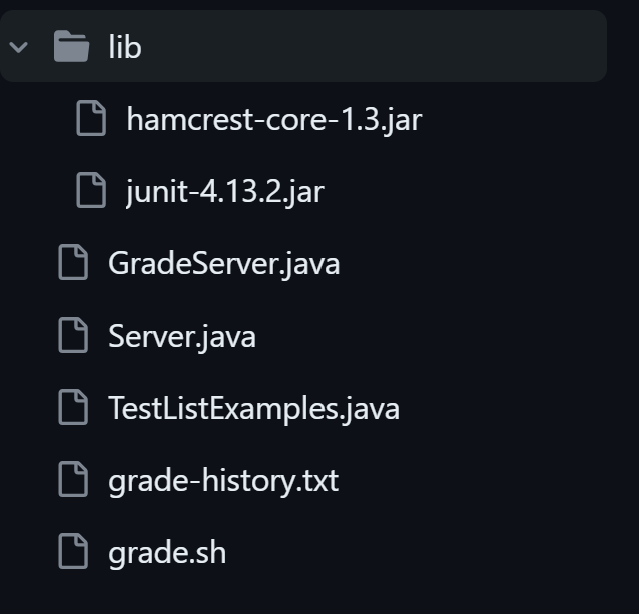 lib
hamcrest-core-1.3.jar
junit-4.13.2.jar
GradeServer.java
Server.java
TestListExamples.java
grade-history.txt
grade.sh